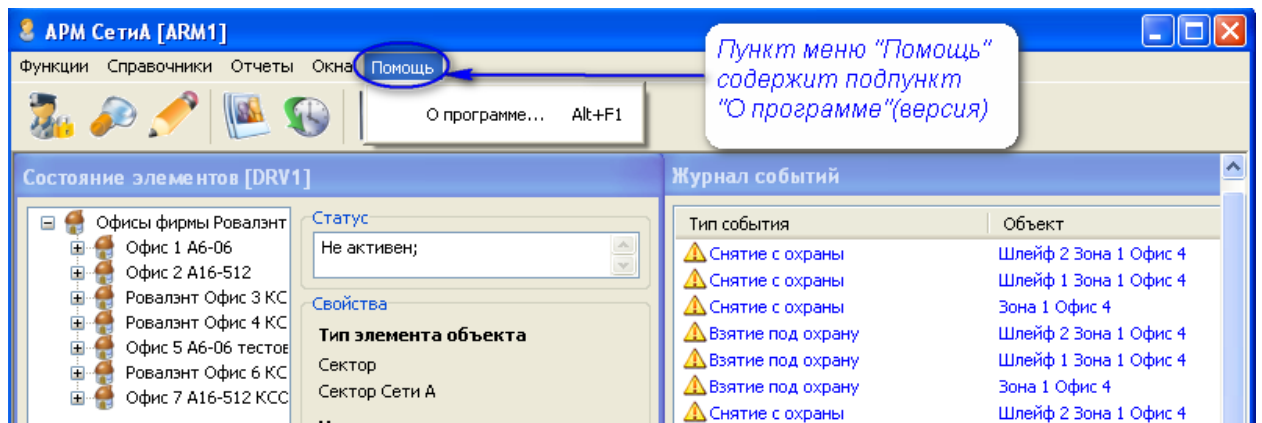 АРМ СетиА [ARM1]
Функции Справочники Отчеты Окна Помощь
О программе... Alt+F1
Пункт меню "Помощь"
содержит подпункт
"О программе"(версия)
Состояние элементов [DRV1]
Офисы фирмы Ровалэнт
Офис 1 А6-06
Офис 2 А16-512
Ровалэнт Офис 3 КС
Ровалэнт Офис 4 КС
Офис 5 А6-06 тестов
Ровалэнт Офис 6 КС
Офис 7 А16-512 КСС
Статус
Не активен;
Свойства
Тип элемента объекта
Сектор
Сектор Сети А
Журнал событий
Тип события Объект
Снятие с охраны Шлейф 2 Зона 1 Офис 4
Снятие с охраны Шлейф 1 Зона 1 Офис 4
Снятие с охраны Зона 1 Офис 4
Взятие под охрану Шлейф 2 Зона 1 Офис 4
Взятие под охрану Шлейф 1 Зона 1 Офис 4
Взятие под охрану Зона 1 Офис 4
Снятие с охраны Шлейф 2 Зона 1 Офис 4